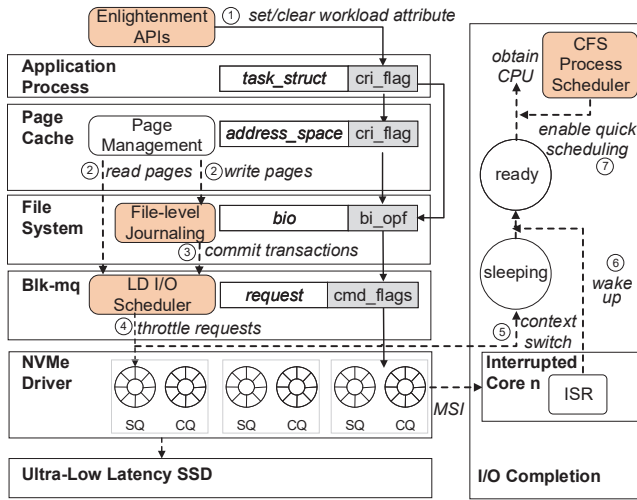 Enlightenment
APIs
① set/clear workload attribute
Application
Process
task_struct
cri_flag
Page
Cache
Page
Management
address_space
cri_flag
② read pages
② write pages
File
System
File-level
Journaling
bio
bi_opf
③ commit transactions
Blk-mq
LD I/O
Scheduler
request
cmd_flags
④ throttle requests
NVMe
Driver
SQ CQ
SQ CQ
SQ CQ
MSI
Ultra-Low Latency SSD
obtain
CPU
CFS
Process
Scheduler
enable quick
scheduling
⑦
ready
sleeping
⑥
wake
up
⑤ context
switch
Interrupted
Core n
ISR
I/O Completion